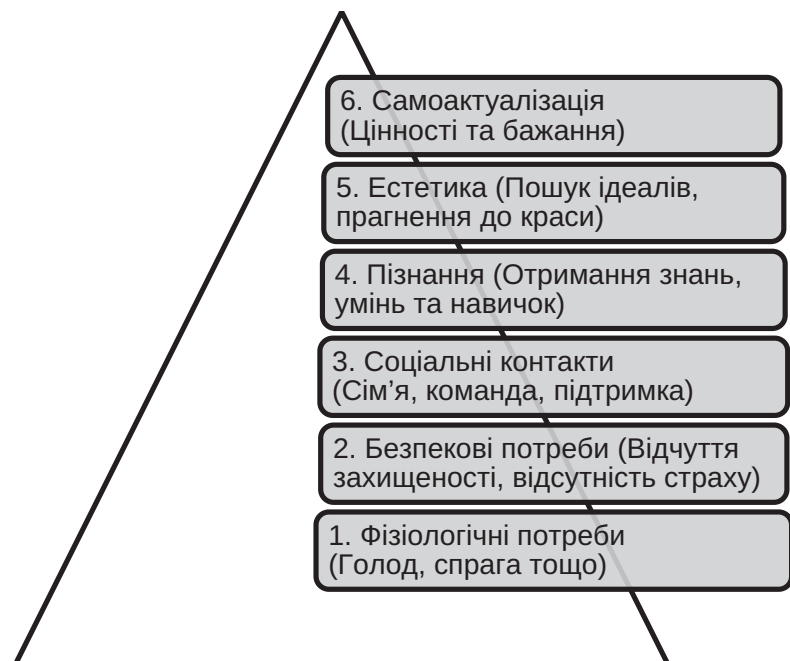 6. Самоактуалізація
(Цінності та бажання)
5. Естетика (Пошук ідеалів,
прагнення до краси)
4. Пізнання (Отримання знань,
умінь та навичок)
3. Соціальні контакти
(Сім’я, команда, підтримка)
2. Безпекові потреби (Відчуття
захищеності, відсутність страху)
1. Фізіологічні потреби
(Голод, спрага тощо)